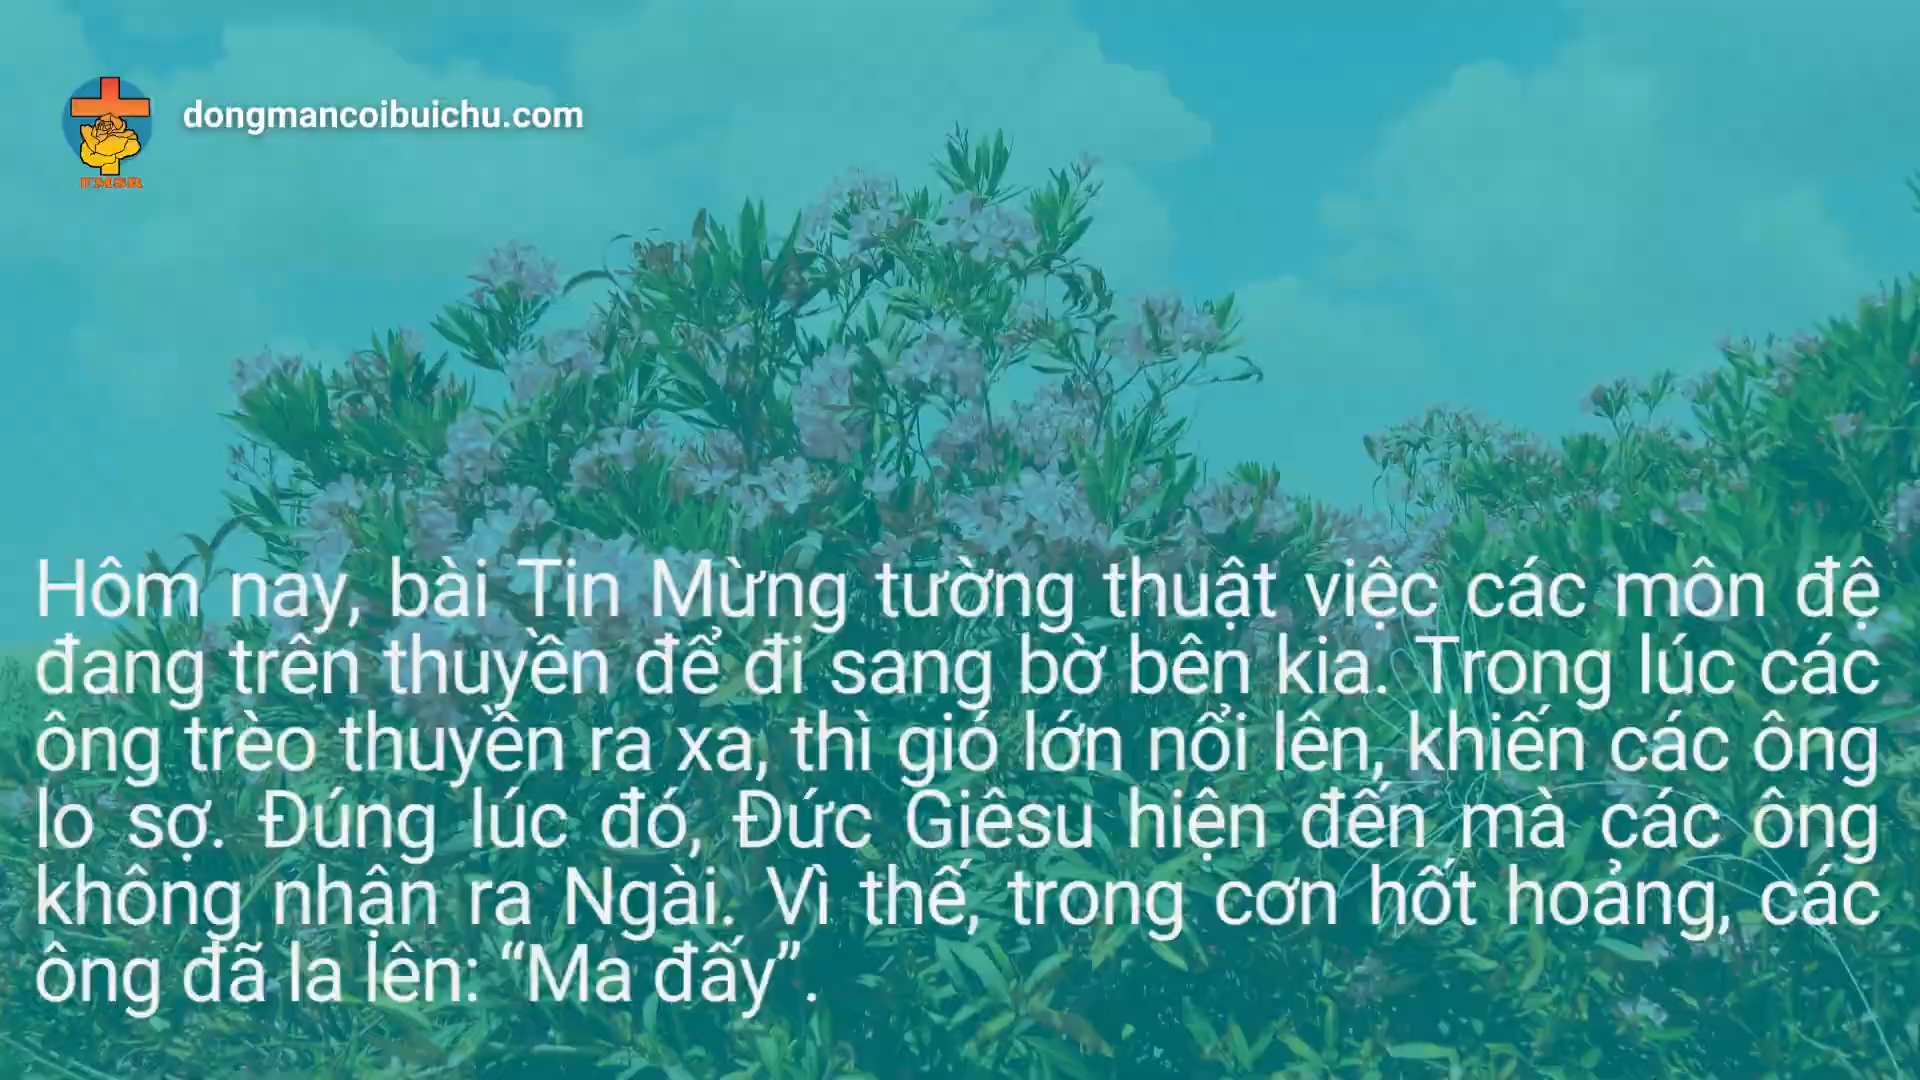 dongmancoibuichu.com
FMSR
Hôm nay, bài Tin Mừng tường thuật việc các môn đệ
đang trên thuyền để đi sang bờ bên kia. Trong lúc các
ông trèo thuyền ra xa, thì gió lớn nổi lên, khiến các ông
lo sợ. Đúng lúc đó, Đức Giêsu hiện đến mà các ông
không nhận ra Ngài. Vì thế, trong cơn hốt hoảng, các
ông đã la lên: “Ma đấy”.